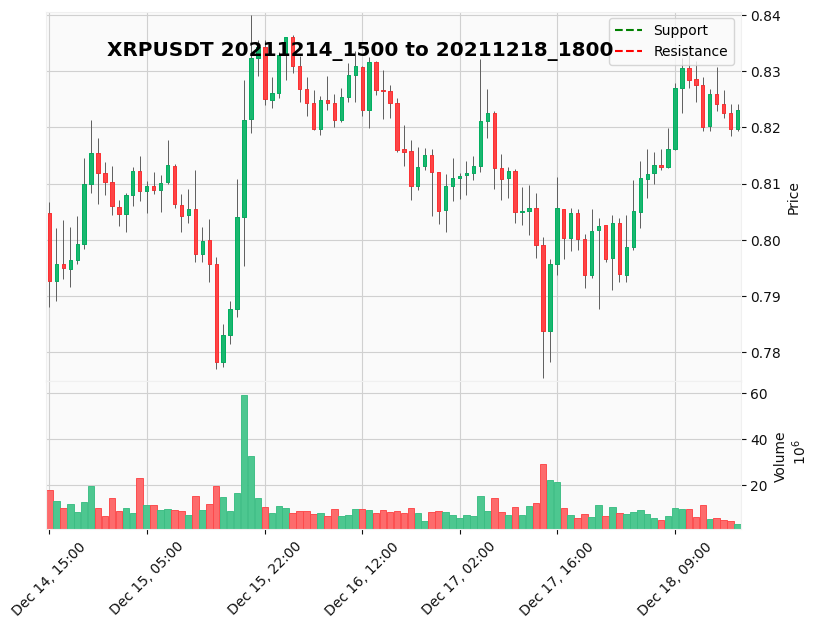 XRPUSDT 20211214_1500 to 20211218_1800
Support
Resistance
0.84
0.83
0.82
0.81
0.80
0.79
0.78
Price
60
40
20
Volume
10^6
Dec 14, 15:00
Dec 15, 05:00
Dec 15, 22:00
Dec 16, 12:00
Dec 17, 02:00
Dec 17, 16:00
Dec 18, 09:00